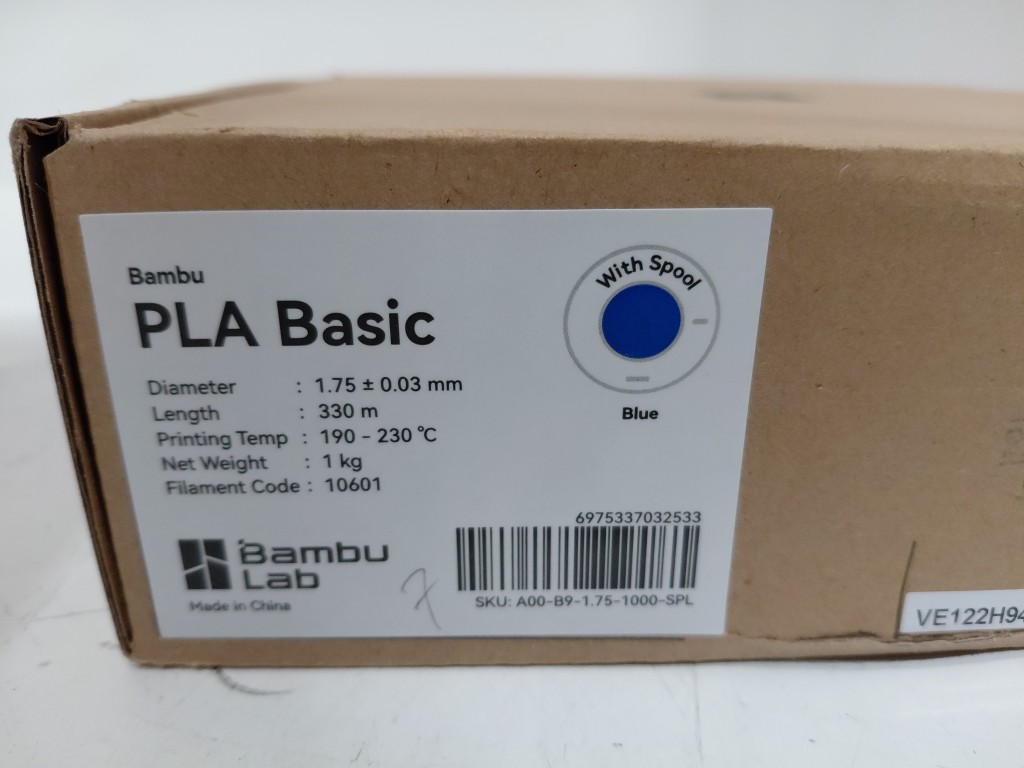 Bambu
PLA Basic
Diameter : 1.75 ± 0.03 mm
Length : 330 m
Printing Temp : 190 - 230 °C
Net Weight : 1 kg
Filament Code : 10601
With Spool
Blue
Bambu
Lab
Made in China
7
6975337032533
SKU: A00-B9-1.75-1000-SPL
VE122H94